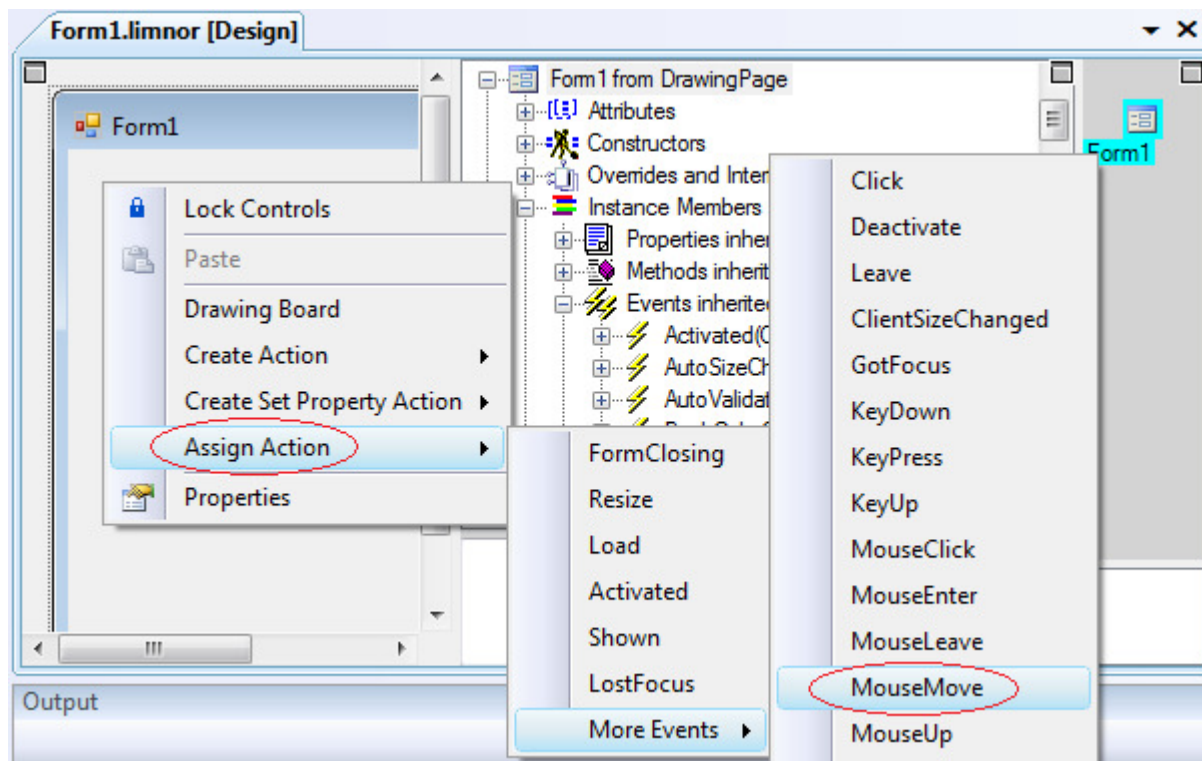 Form1.limnor [Design]
Form1
Lock Controls
Paste
Drawing Board
Create Action
Create Set Property Action
Assign Action
Properties
Form1 from DrawingPage
Attributes
Constructors
Overrides and Inter
Instance Members
Properties inher
Methods inherit
Events inherite
Activated(
AutoSizeCh
AutoValidat
Form1
FormClosing
Resize
Load
Activated
Shown
LostFocus
More Events
Click
Deactivate
Leave
ClientSizeChanged
GotFocus
KeyDown
KeyPress
KeyUp
MouseClick
MouseEnter
MouseLeave
MouseMove
MouseUp
Output